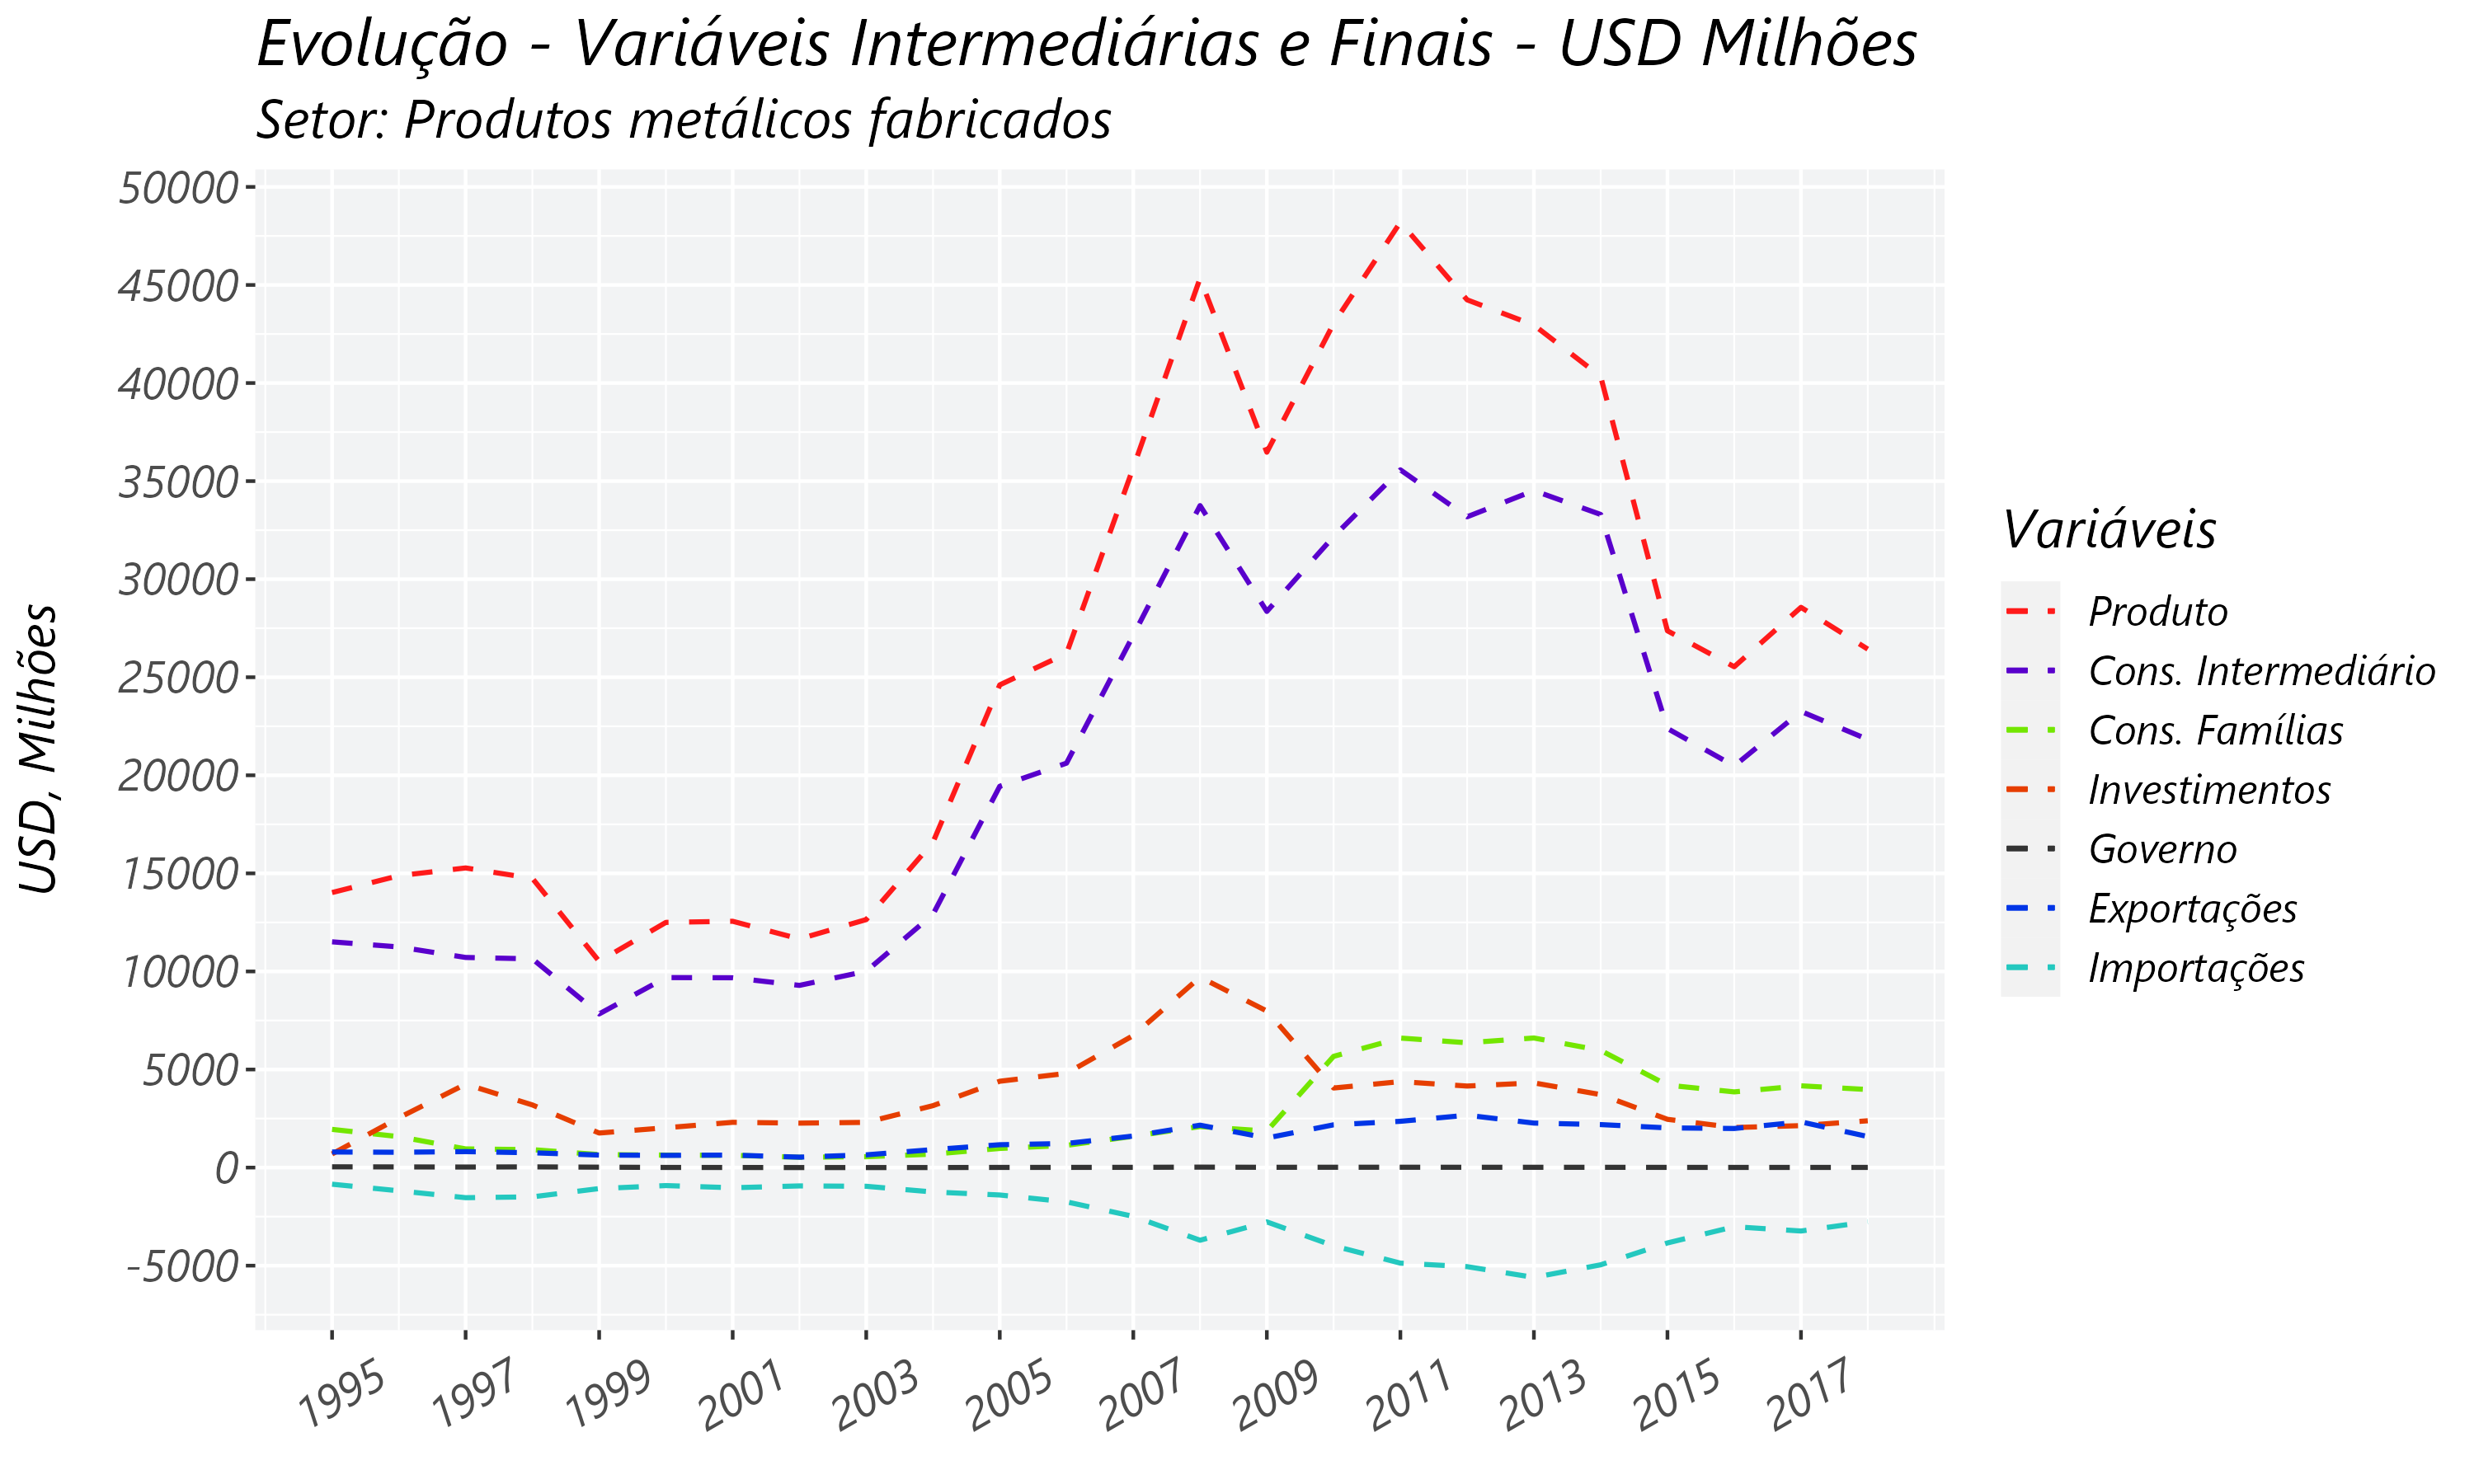 Evolução - Variáveis Intermediárias e Finais - USD Milhões
Setor: Produtos metálicos fabricados
USD, Milhões
50000
45000
40000
35000
30000
25000
20000
15000
10000
5000
0
-5000
1995
1997
1999
2001
2003
2005
2007
2009
2011
2013
2015
2017
Variáveis
Produto
Cons. Intermediário
Cons. Famílias
Investimentos
Governo
Exportações
Importações